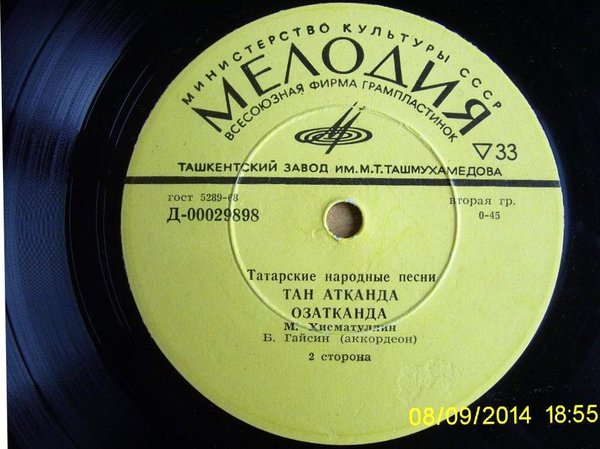 МИНИСТЕРСТВО КУЛЬТУРЫ СССР
МЕЛОДИЯ
ВСЕСОЮЗНАЯ ФИРМА ГРАМПЛАСТИНОК
▽33
ТАШКЕНТСКИЙ ЗАВОД ИМ. М.Т. ТАШМУХАМЕДОВА
гост 5289-68
вторая гр.
Д-00029898
0-45
Татарские народные песни
ТАН АТКАНДА
ОЗАТКАНДА
М. Хисматуллин
Б. Гайсин (аккордеон)
2 сторона
08/09/2014 18:55